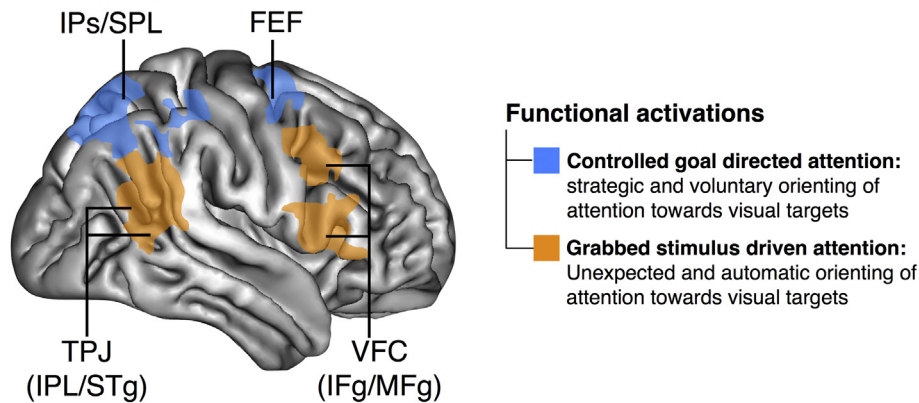 IPs/SPL
FEF
TPJ
(IPL/STg)
VFC
(IFg/MFg)
Functional activations
Controlled goal directed attention:
strategic and voluntary orienting of
attention towards visual targets
Grabbed stimulus driven attention:
Unexpected and automatic orienting of
attention towards visual targets